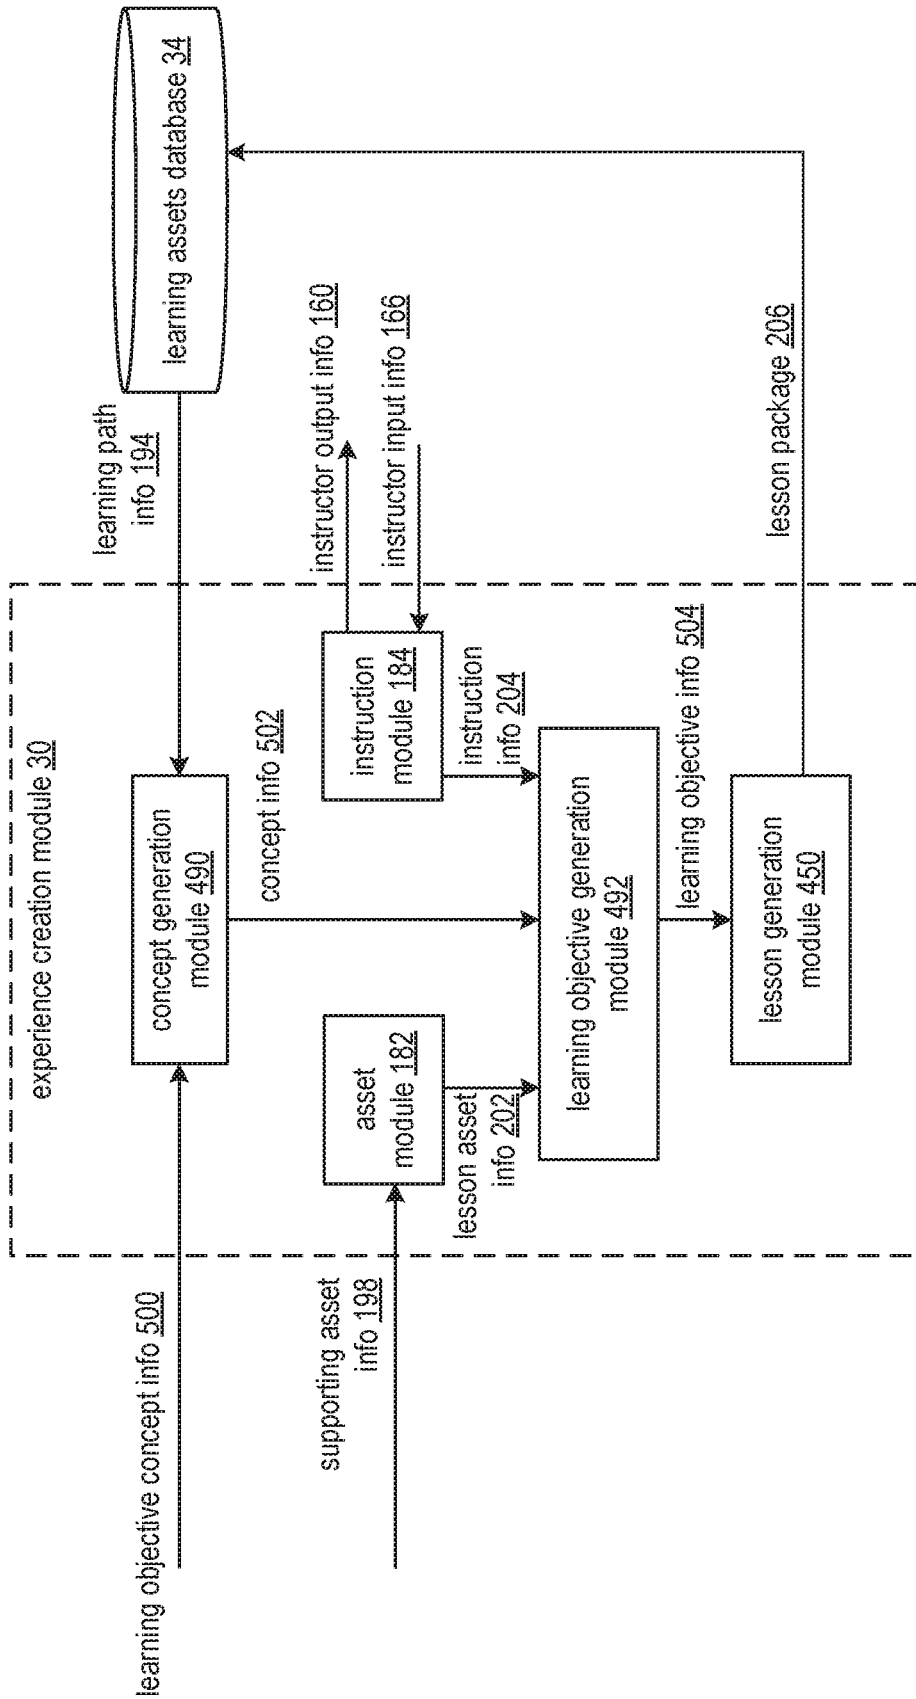 experience creation module 30
learning objective concept info 500
concept generation
module 490
learning path
info 194
learning assets database 34
concept info 502
supporting asset
info 198
asset
module 182
instruction
module 184
instructor output info 160
instructor input info 166
lesson asset
info 202
instruction
info 204
learning objective generation
module 492
learning objective info 504
lesson generation
module 450
lesson package 206